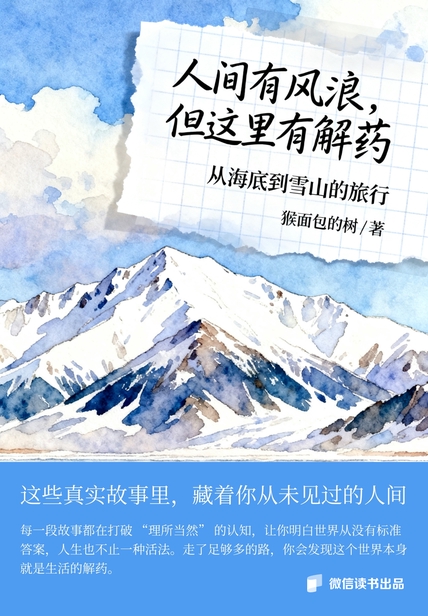 人间有风浪，
但这里有解药
从海底到雪山的旅行
猴面包的树/著
这些真实故事里，藏着你从未见过的人间
每一段故事都在打破 “理所当然” 的认知，让你明白世界从没有标准
答案，人生也不止一种活法。走了足够多的路，你会发现这个世界本身
就是生活的解药。
微信读书出品